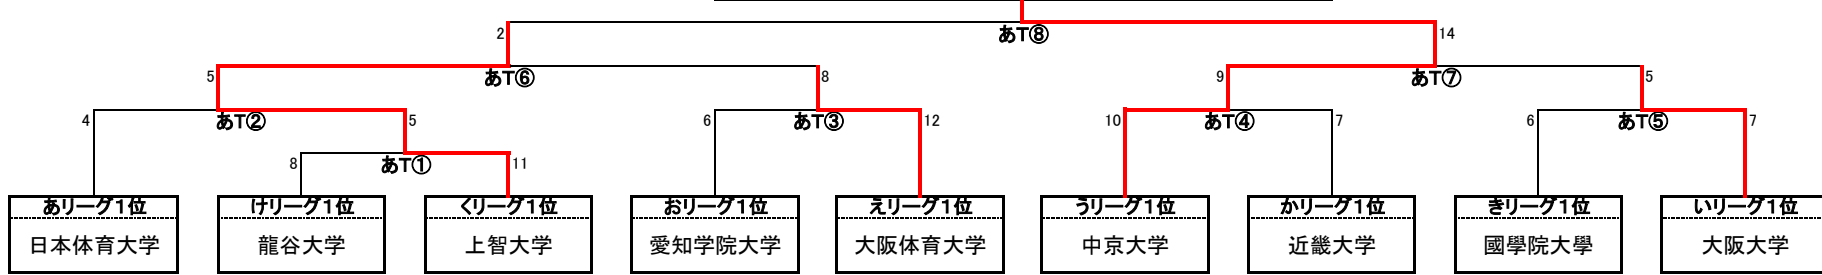 2 あT⑧ 14
5 あT⑥ 8 9 あT⑦ 5
4 あT② 5 6 あT③ 12 10 あT④ 7 6 あT⑤ 7
8 あT① 11
あリーグ1位 けリーグ1位 くリーグ1位 おリーグ1位 えリーグ1位 うリーグ1位 かリーグ1位 きリーグ1位 いリーグ1位
日本体育大学 龍谷大学 上智大学 愛知学院大学 大阪体育大学 中京大学 近畿大学 國學院大學 大阪大学